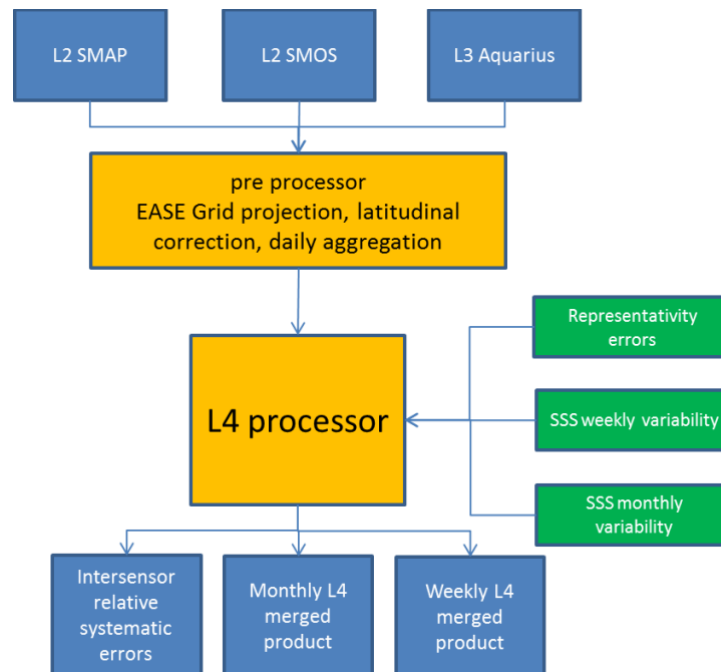 L2 SMAP
L2 SMOS
L3 Aquarius
pre processor
EASE Grid projection, latitudinal
correction, daily aggregation
Representativity
errors
L4 processor
SSS weekly variability
SSS monthly
variability
Intersensor
relative
systematic
errors
Monthly L4
merged
product
Weekly L4
merged
product